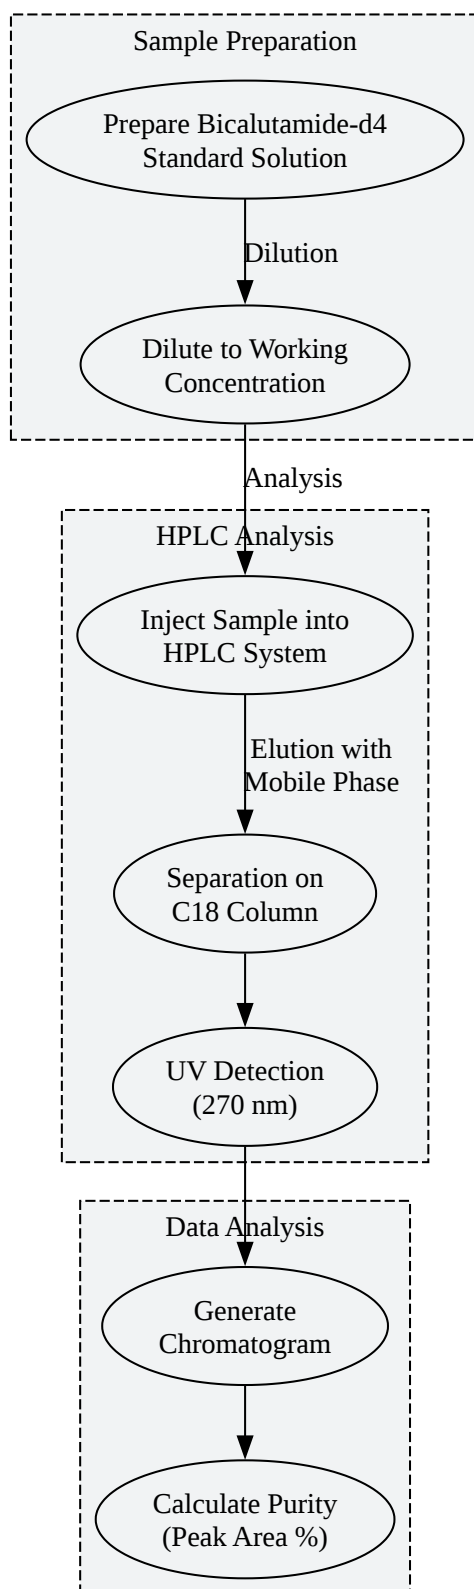 Sample Preparation
Prepare Bicalutamide-d4
Standard Solution
Dilution
Dilute to Working
Concentration
Analysis
HPLC Analysis
Inject Sample into
HPLC System
Elution with
Mobile Phase
Separation on
C18 Column
UV Detection
(270 nm)
Data Analysis
Generate
Chromatogram
Calculate Purity
(Peak Area %)